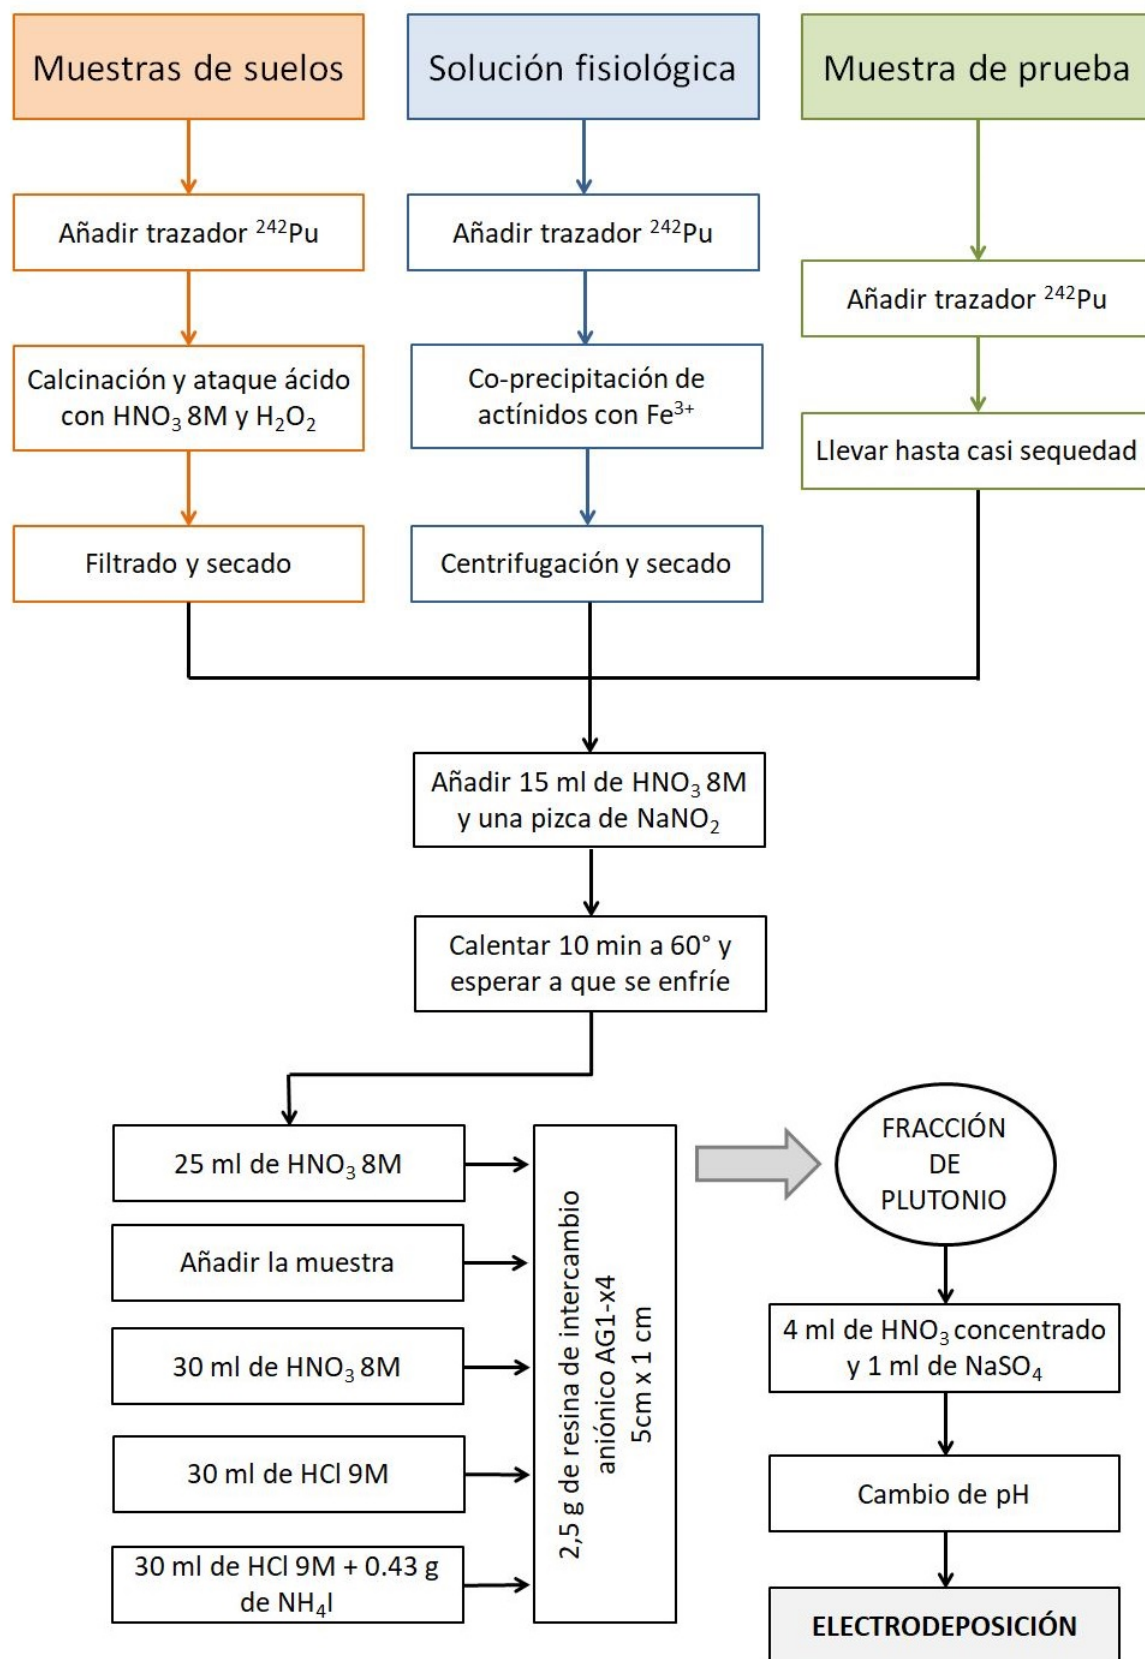 Muestras de suelos
Solución fisiológica
Muestra de prueba
Añadir trazador ²⁴²Pu
Añadir trazador ²⁴²Pu
Añadir trazador ²⁴²Pu
Calcinación y ataque ácido
con HNO₃ 8M y H₂O₂
Co-precipitación de
actínidos con Fe³⁺
Llevar hasta casi sequedad
Filtrado y secado
Centrifugación y secado
Añadir 15 ml de HNO₃ 8M
y una pizca de NaNO₂
Calentar 10 min a 60° y
esperar a que se enfríe
25 ml de HNO₃ 8M
Añadir la muestra
30 ml de HNO₃ 8M
30 ml de HCl 9M
30 ml de HCl 9M + 0.43 g
de NH₄I
2,5 g de resina de intercambio
aniónico AG1-x4
5cm x 1 cm
FRACCIÓN
DE
PLUTONIO
4 ml de HNO₃ concentrado
y 1 ml de NaSO₄
Cambio de pH
ELECTRODEPOSICIÓN